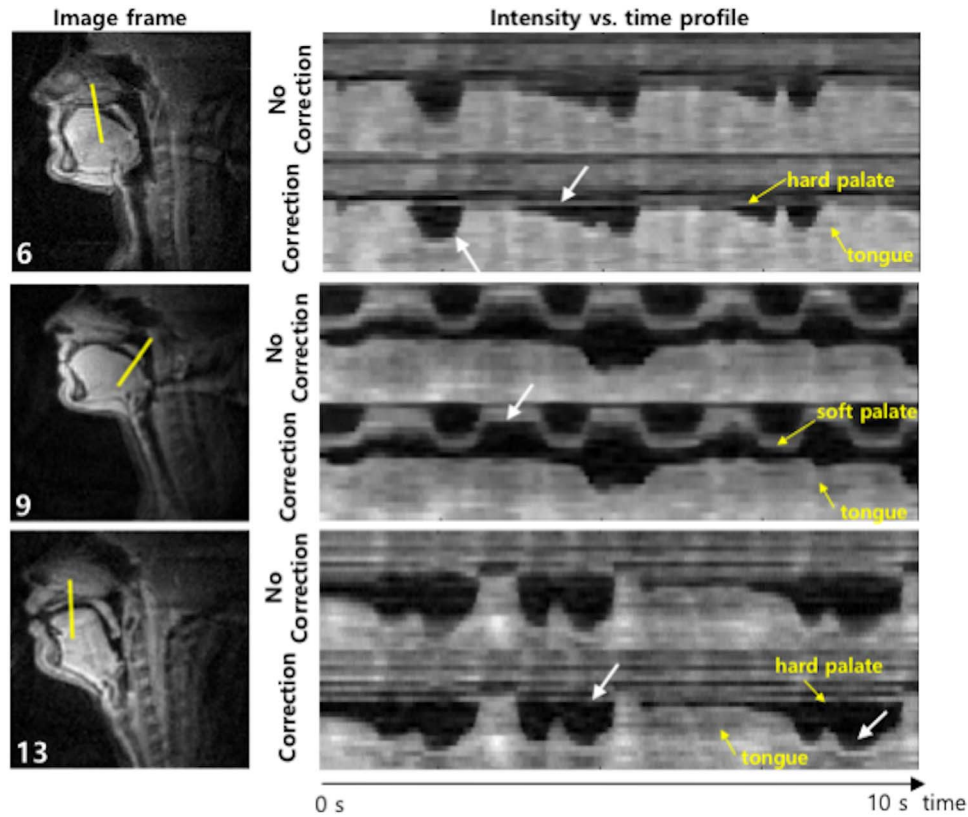 Image frame
Intensity vs. time profile
6
No
Correction
Correction
hard palate
tongue
9
No
Correction
Correction
soft palate
tongue
13
No
Correction
Correction
hard palate
tongue
0 s
10 s time